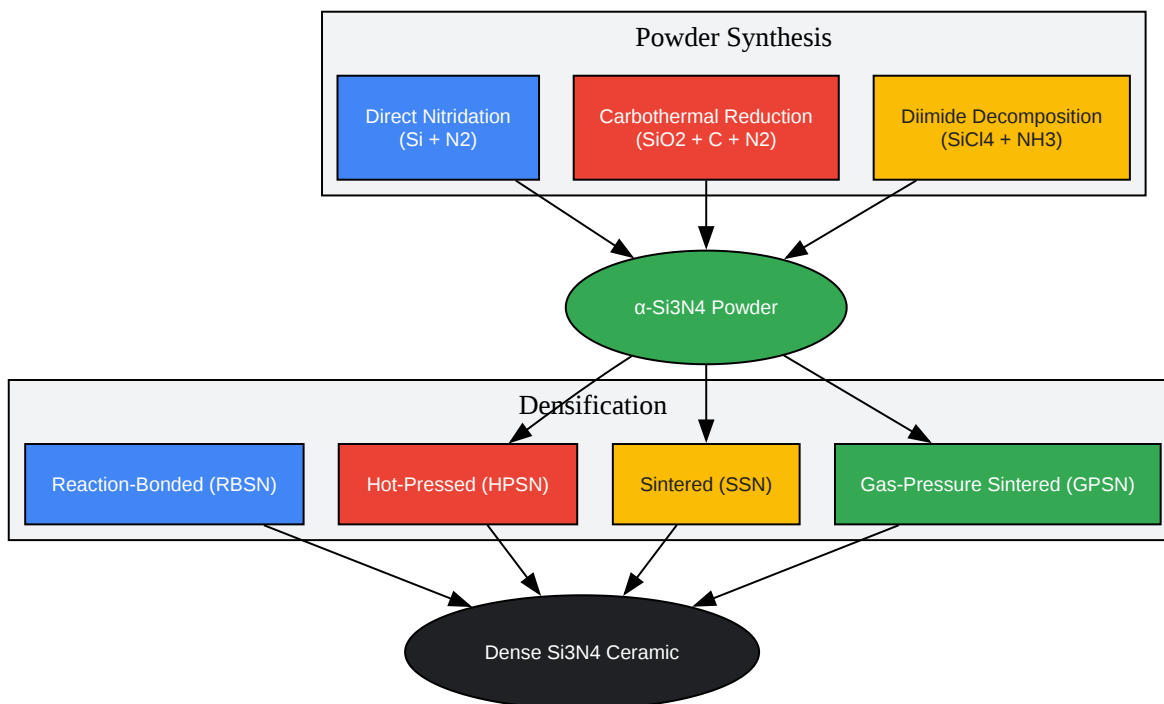 Powder Synthesis
Direct Nitridation
(Si + N2)
Carbothermal Reduction
(SiO2 + C + N2)
Diimide Decomposition
(SiCl4 + NH3)
α-Si3N4 Powder
Densification
Reaction-Bonded (RBSN)
Hot-Pressed (HPSN)
Sintered (SSN)
Gas-Pressure Sintered (GPSN)
Dense Si3N4 Ceramic